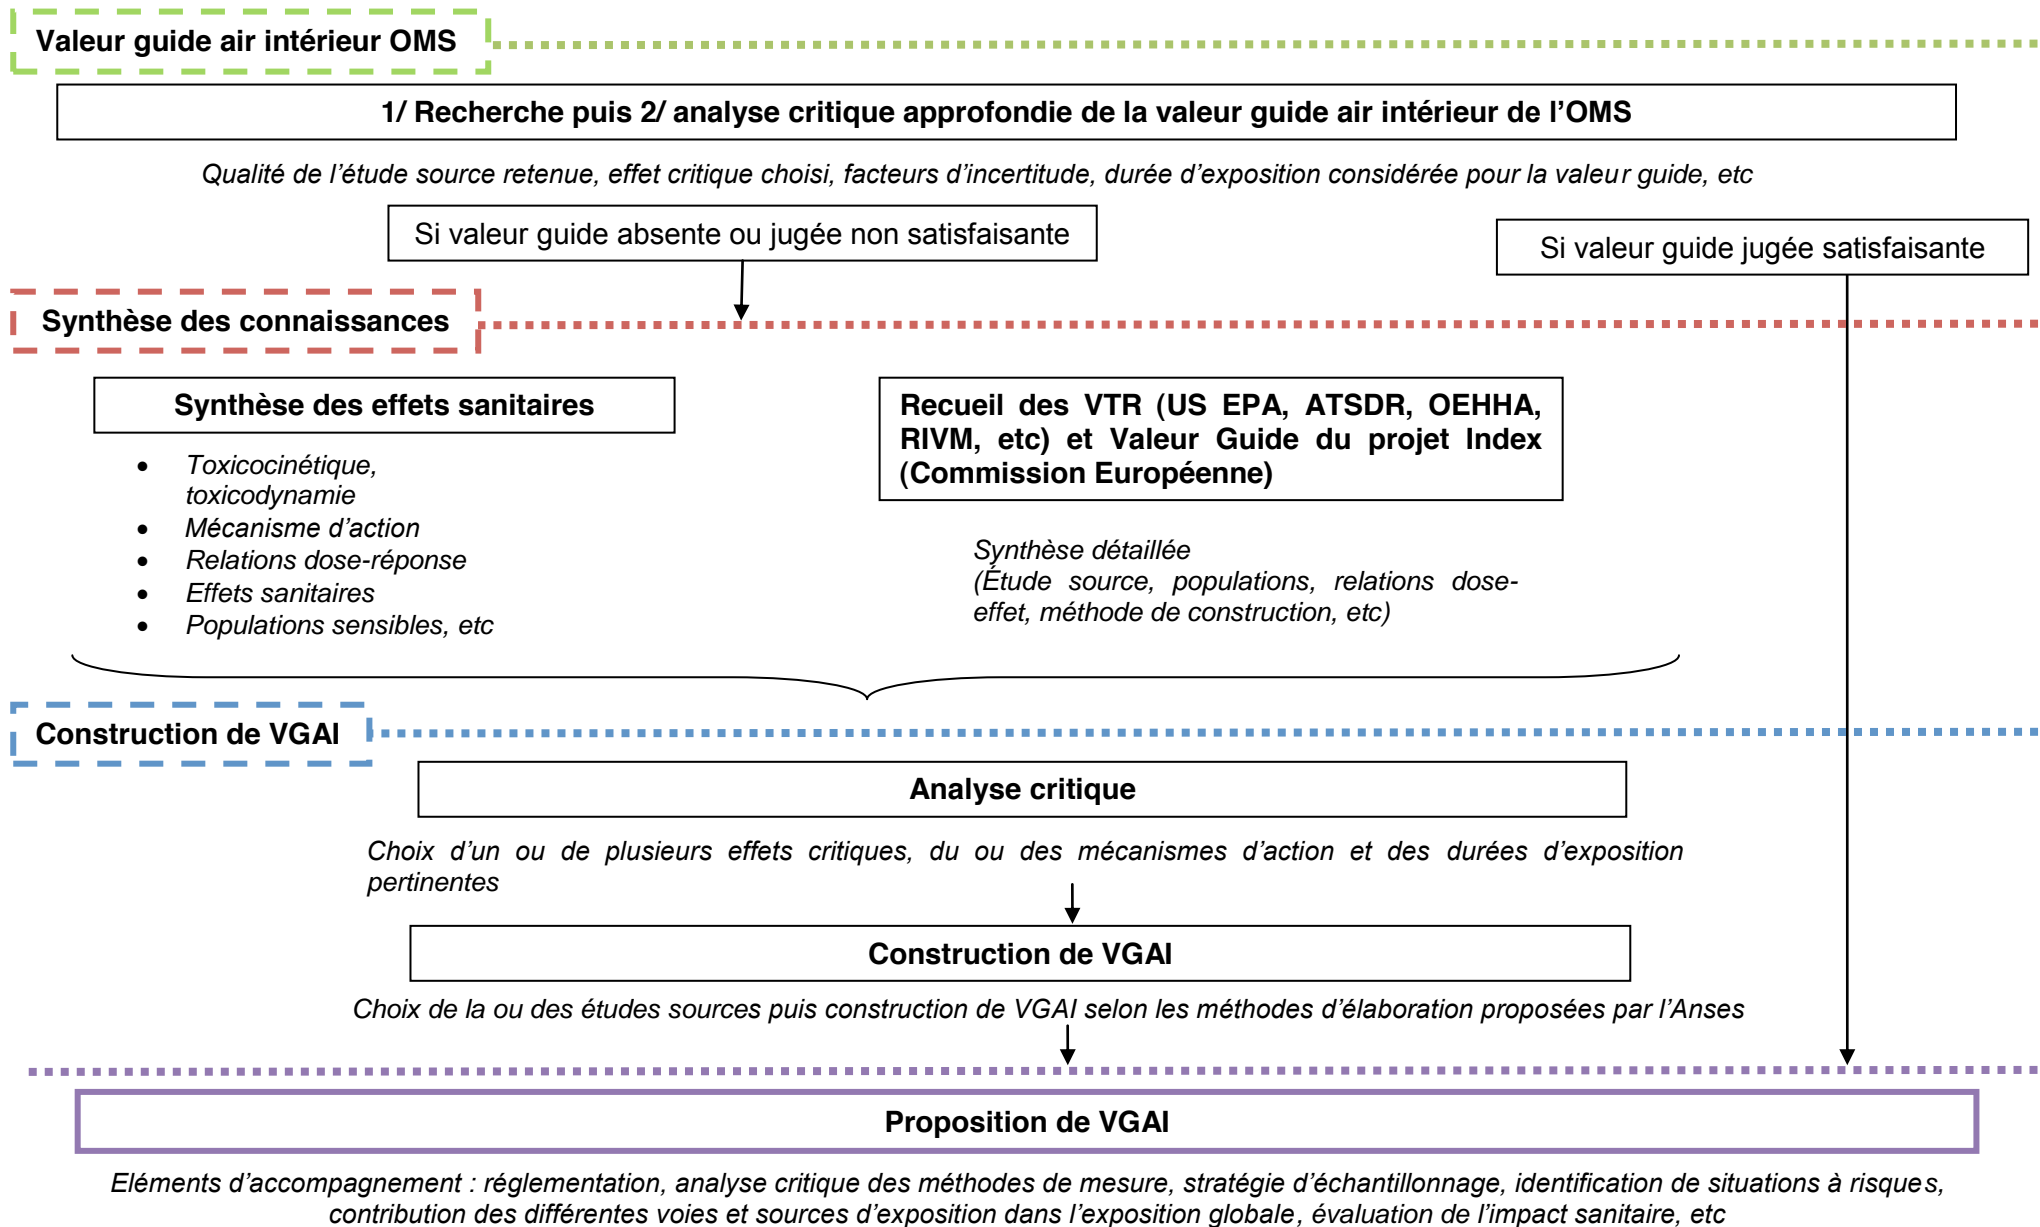 Valeur guide air intérieur OMS
1/ Recherche puis 2/ analyse critique approfondie de la valeur guide air intérieur de l’OMS
Qualité de l’étude source retenue, effet critique choisi, facteurs d’incertitude, durée d’exposition considérée pour la valeur guide, etc
Si valeur guide absente ou jugée non satisfaisante
Si valeur guide jugée satisfaisante
Synthèse des connaissances
Synthèse des effets sanitaires
• Toxicocinétique,
toxicodynamie
• Mécanisme d’action
• Relations dose-réponse
• Effets sanitaires
• Populations sensibles, etc
Recueil des VTR (US EPA, ATSDR, OEHHA,
RIVM, etc) et Valeur Guide du projet Index
(Commission Européenne)
Synthèse détaillée
(Étude source, populations, relations dose-
effet, méthode de construction, etc)
Construction de VGAI
Analyse critique
Choix d’un ou de plusieurs effets critiques, du ou des mécanismes d’action et des durées d’exposition
pertinentes
Construction de VGAI
Choix de la ou des études sources puis construction de VGAI selon les méthodes d’élaboration proposées par l’Anses
Proposition de VGAI
Eléments d’accompagnement : réglementation, analyse critique des méthodes de mesure, stratégie d’échantillonnage, identification de situations à risques,
contribution des différentes voies et sources d’exposition dans l’exposition globale, évaluation de l’impact sanitaire, etc